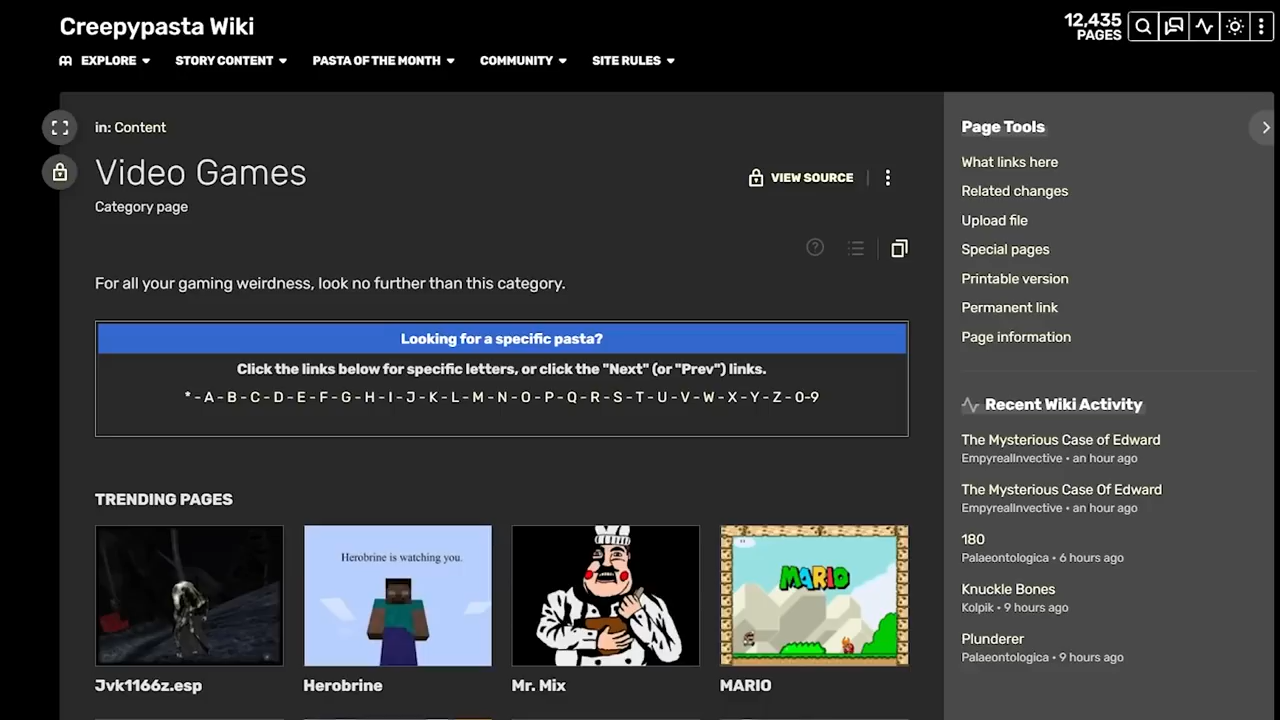 Creepypasta Wiki
12,435
PAGES
EXPLORE
STORY CONTENT
PASTA OF THE MONTH
COMMUNITY
SITE RULES
in: Content
Video Games
Category page
VIEW SOURCE
For all your gaming weirdness, look no further than this category.
Looking for a specific pasta?
Click the links below for specific letters, or click the "Next" (or "Prev") links.
* - A - B - C - D - E - F - G - H - I - J - K - L - M - N - O - P - Q - R - S - T - U - V - W - X - Y - Z - 0-9
TRENDING PAGES
Herobrine is watching you.
MARIO
Jvk1166z.esp
Herobrine
Mr. Mix
MARIO
Page Tools
What links here
Related changes
Upload file
Special pages
Printable version
Permanent link
Page information
Recent Wiki Activity
The Mysterious Case of Edward
EmpyrealInvective • an hour ago
The Mysterious Case Of Edward
EmpyrealInvective • an hour ago
180
Palaeontologica • 6 hours ago
Knuckle Bones
Kolpik • 9 hours ago
Plunderer
Palaeontologica • 9 hours ago